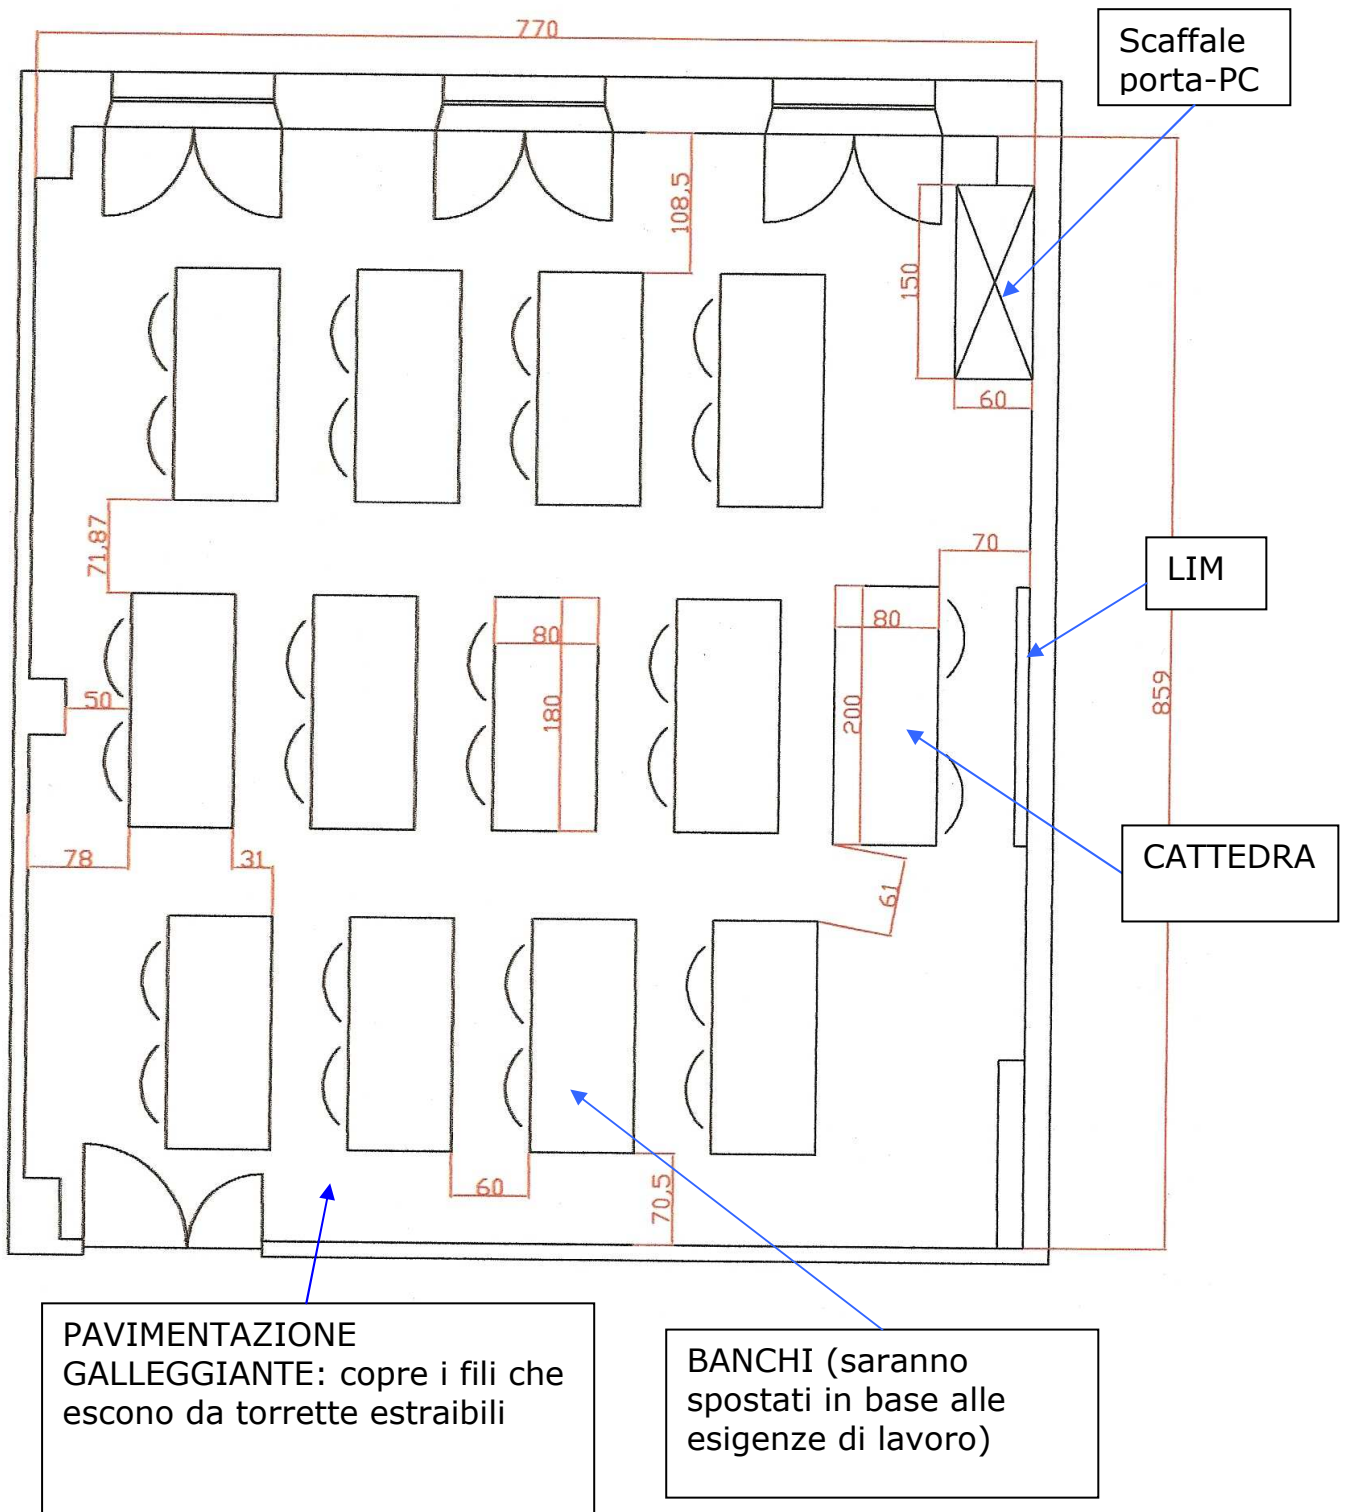 770
Scaffale
porta-PC
108,5
150
60
71,87
70
LIM
80
80
50
180
200
859
78
31
61
CATTEDRA
60
70,5
PAVIMENTAZIONE
GALLEGGIANTE: copre i fili che
escono da torrette estraibili
BANCHI (saranno
spostati in base alle
esigenze di lavoro)